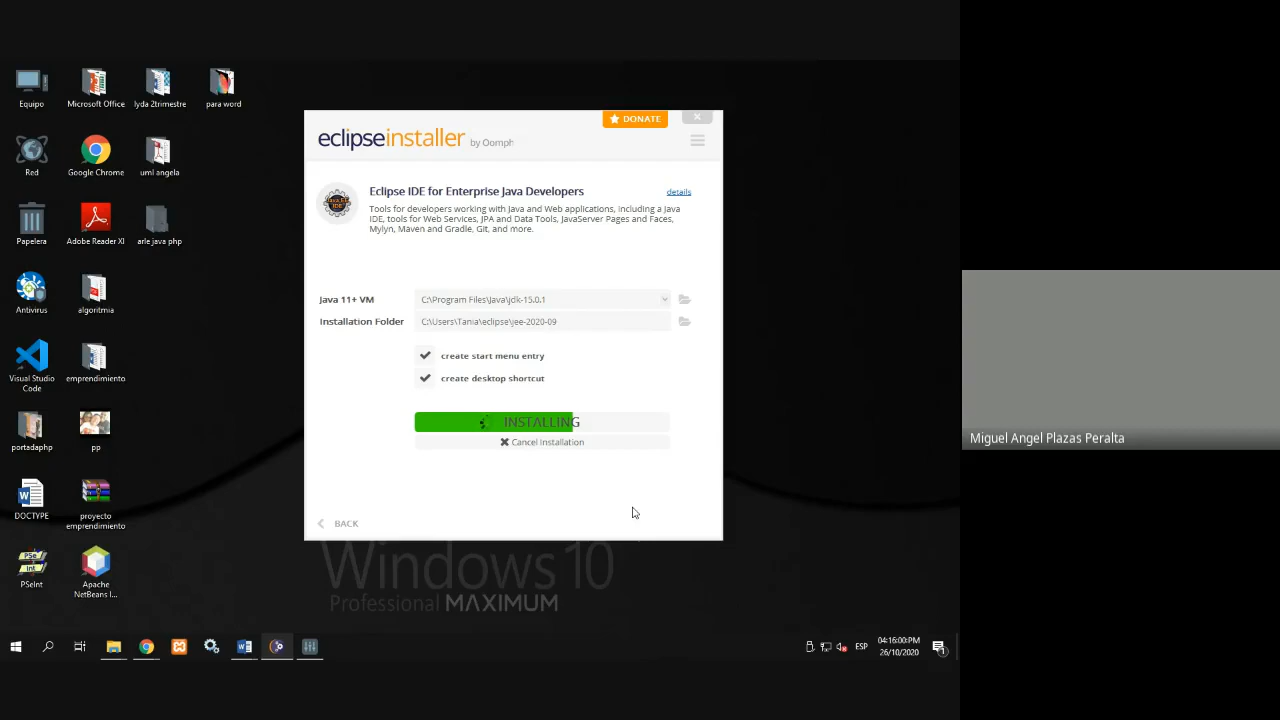 Equipo
Microsoft Office
lyda 2trimestre
para word
Red
Google Chrome
uml angela
Papelera
Adobe Reader XI
arle java php
Antivirus
algoritmia
Visual Studio
Code
emprendimiento
portadaphp
pp
DOCTYPE
proyecto
emprendimiento
PSeInt
Apache
NetBeans I...
DONATE
eclipseinstaller by Oomph
Eclipse IDE for Enterprise Java Developers
details
Tools for developers working with Java and Web applications, including a Java
IDE, tools for Web Services, JPA and Data Tools, JavaServer Pages and Faces,
Mylyn, Maven and Gradle, Git, and more.
Java 11+ VM
C:\Program Files\Java\jdk-15.0.1
Installation Folder
C:\Users\Tania\eclipse\jee-2020-09
create start menu entry
create desktop shortcut
INSTALLING
Cancel Installation
BACK
Windows 10
Professional MAXIMUM
ESP
04:16:00:PM
26/10/2020
Miguel Angel Plazas Peralta